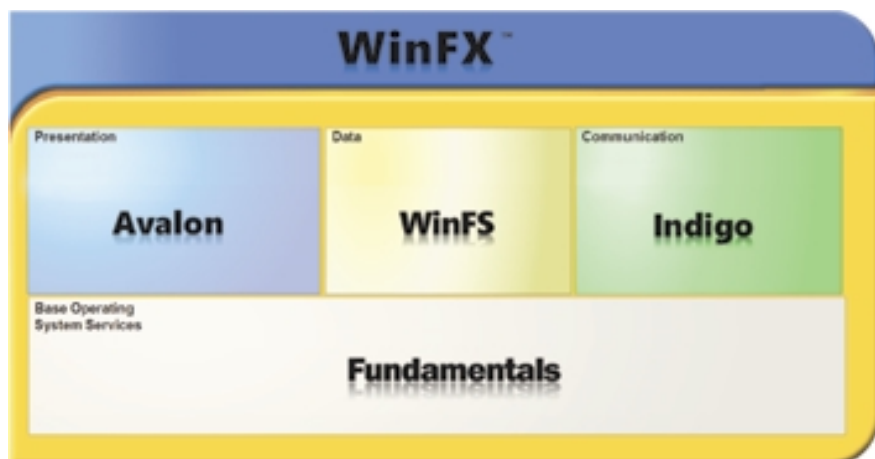 WinFX™
Presentation
Avalon
Data
WinFS
Communication
Indigo
Base Operating
System Services
Fundamentals